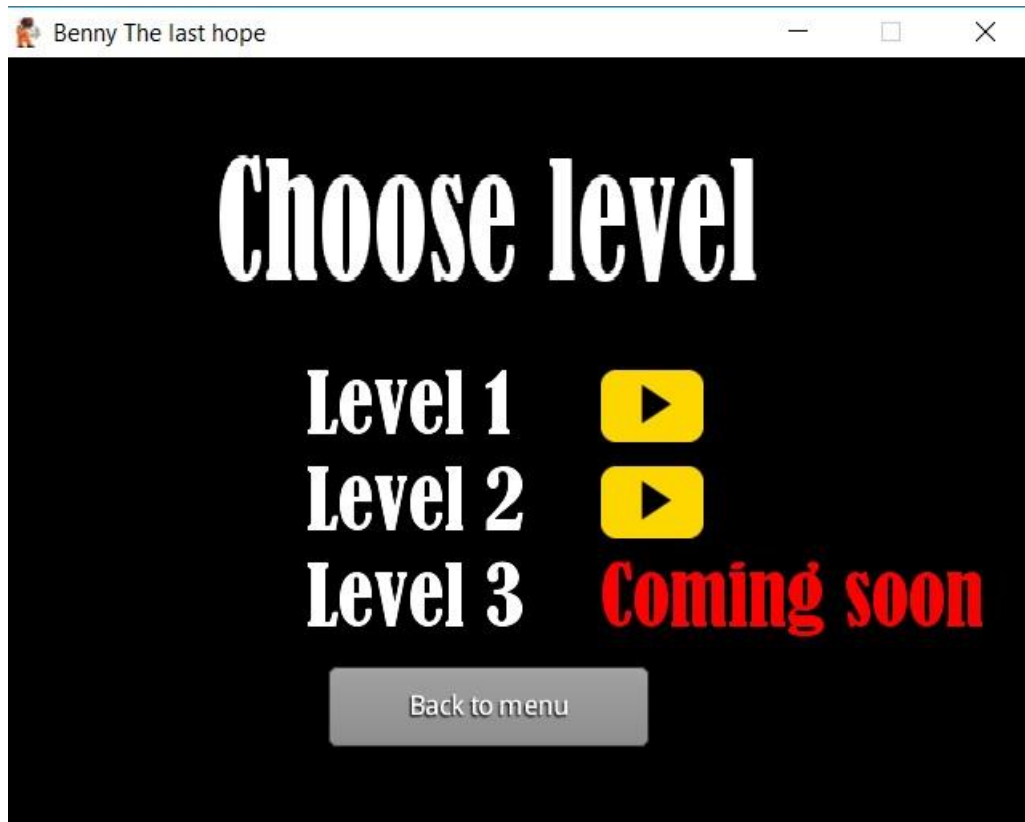 Benny The last hope
Choose level
Level 1
Level 2
Level 3 Coming soon
Back to menu